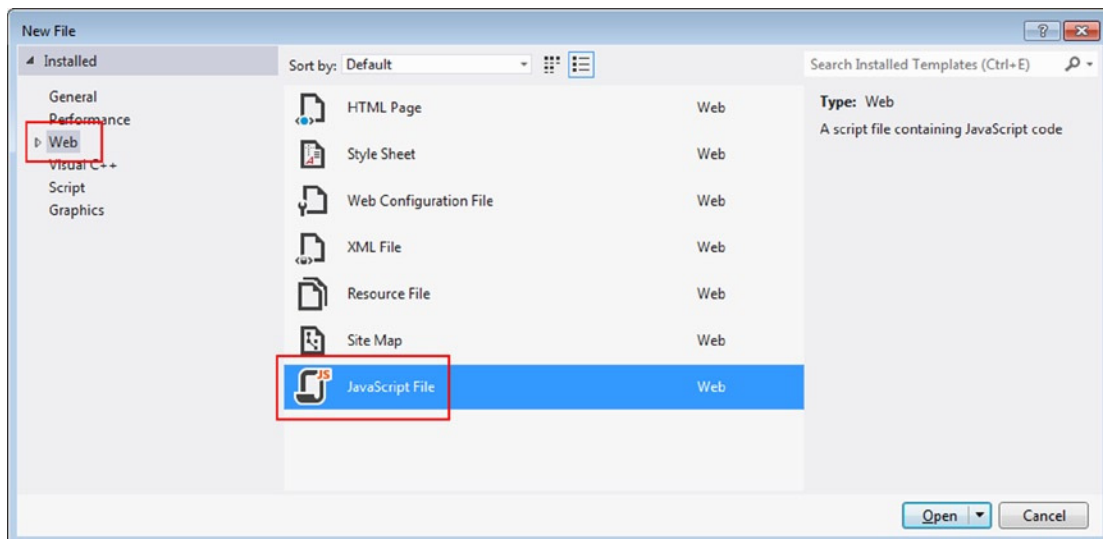 New File
Installed
Sort by: Default
Search Installed Templates (Ctrl+E)
General
Performance
Web
Visual C++
Script
Graphics
HTML Page Web
Style Sheet Web
Web Configuration File Web
XML File Web
Resource File Web
Site Map Web
JS
JavaScript File Web
Type: Web
A script file containing JavaScript code
Open
Cancel